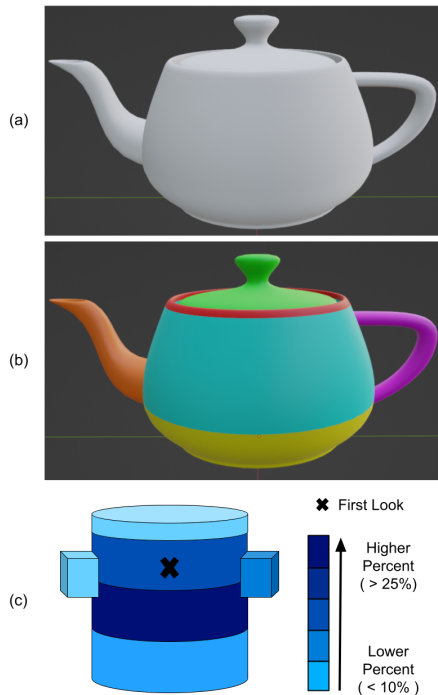 (a)
(b)
(c)
First Look
Higher
Percent
( > 25%)
Lower
Percent
( < 10%)